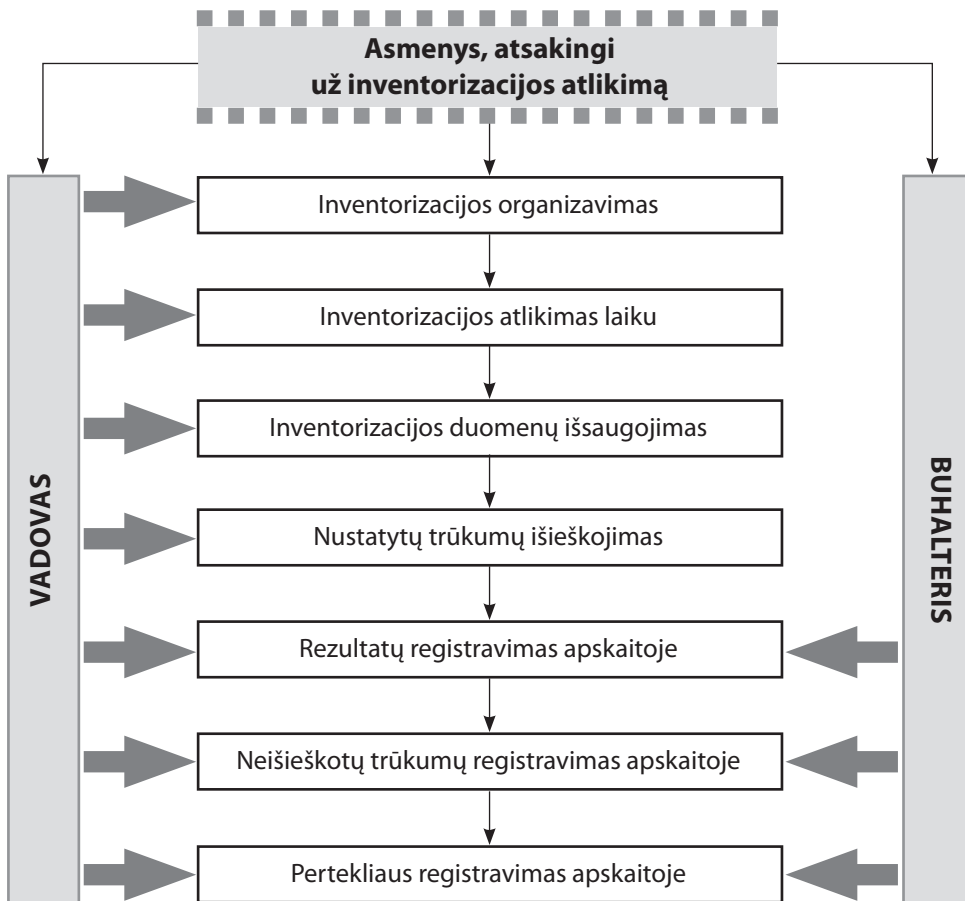 Asmenys, atsakingi
už inventorizacijos atlikimą
VADOVAS
BUHALTERIS
Inventorizacijos organizavimas
Inventorizacijos atlikimas laiku
Inventorizacijos duomenų išsaugojimas
Nustatytų trūkumų išieškojimas
Rezultatų registravimas apskaitoje
Neišieškotų trūkumų registravimas apskaitoje
Pertekliaus registravimas apskaitoje